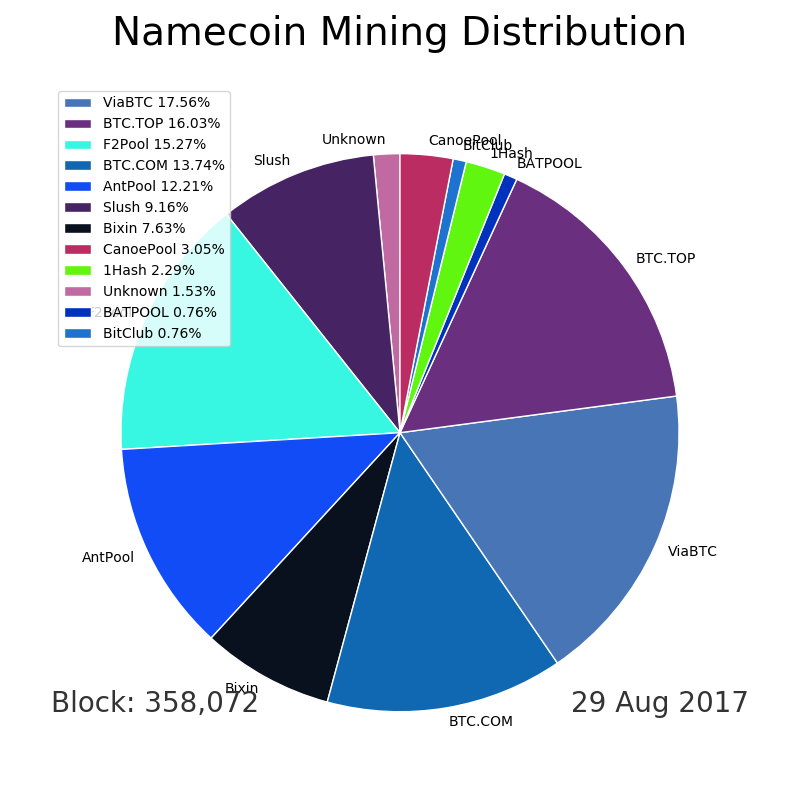 Namecoin Mining Distribution
ViaBTC 17.56%
BTC.TOP 16.03%
F2Pool 15.27%
BTC.COM 13.74%
AntPool 12.21%
Slush 9.16%
Bixin 7.63%
CanoePool 3.05%
1Hash 2.29%
Unknown 1.53%
BATPOOL 0.76%
BitClub 0.76%
Unknown
CanoePool
BitClub
1Hash
BATPOOL
Slush
BTC.TOP
ViaBTC
AntPool
Bixin
BTC.COM
Block: 358,072
29 Aug 2017